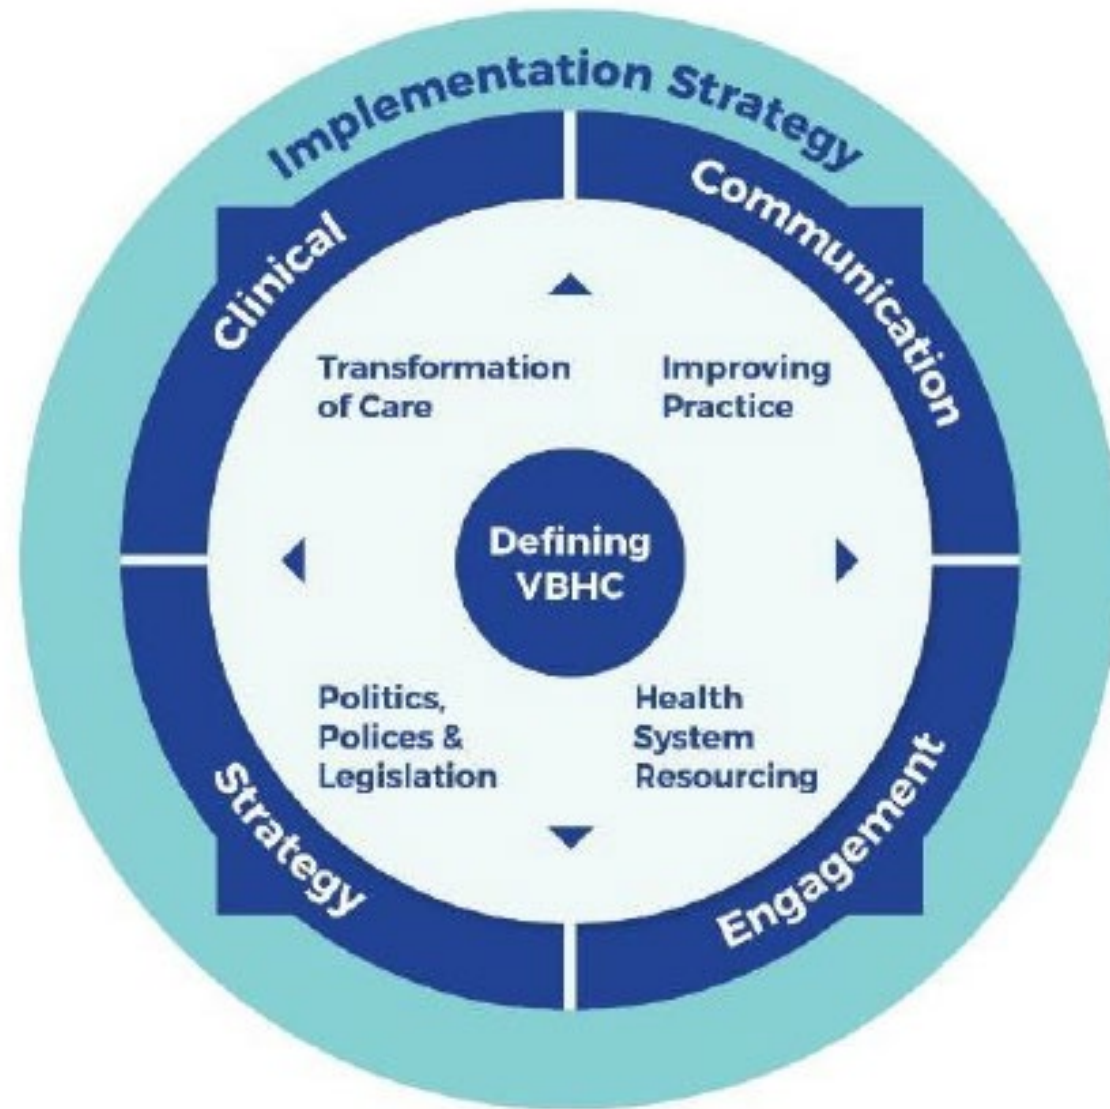 Implementation Strategy
Clinical
Communication
Transformation
of Care
Improving
Practice
Defining
VBHC
Politics,
Polices &
Legislation
Health
System
Resourcing
Strategy
Engagement